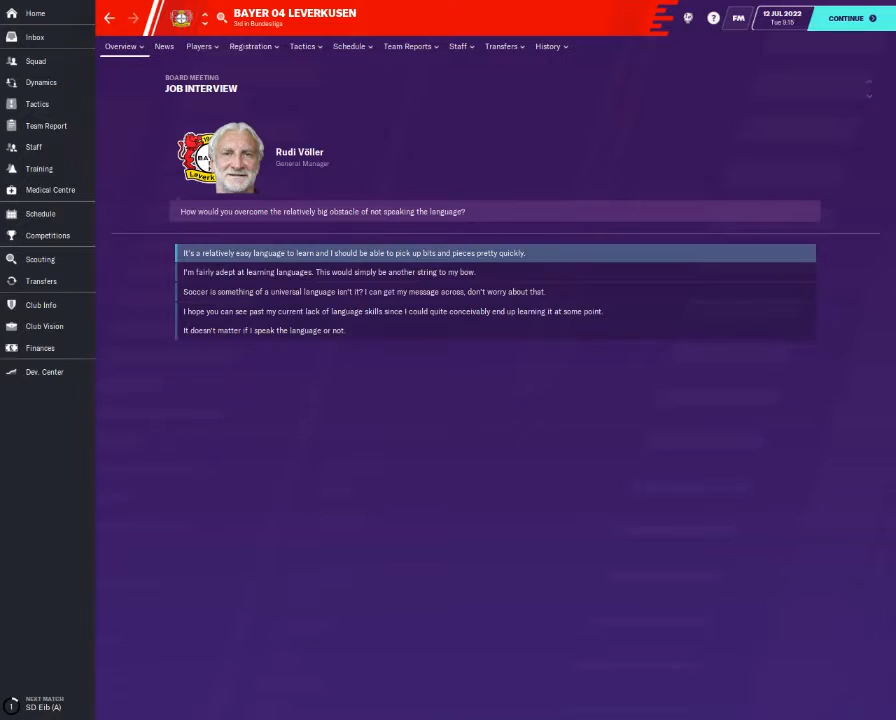 Home
BAYER 04 LEVERKUSEN
3rd in Bundesliga
FM
12 JUL 2022
Tue 9:15
CONTINUE
Inbox
Overview News Players Registration Tactics Schedule Team Reports Staff Transfers History
Squad
Dynamics
Tactics
Team Report
Staff
Training
Medical Centre
Schedule
Competitions
Scouting
Transfers
Club Info
Club Vision
Finances
Dev. Center
BOARD MEETING
JOB INTERVIEW
Rudi Völler
General Manager
How would you overcome the relatively big obstacle of not speaking the language?
It's a relatively easy language to learn and I should be able to pick up bits and pieces pretty quickly.
I'm fairly adept at learning languages. This would simply be another string to my bow.
Soccer is something of a universal language isn't it? I can get my message across, don't worry about that.
I hope you can see past my current lack of language skills since I could quite conceivably end up learning it at some point.
It doesn't matter if I speak the language or not.
1
NEXT MATCH
SD Eib (A)